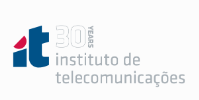 it 30 YEARS
instituto de
telecomunicações